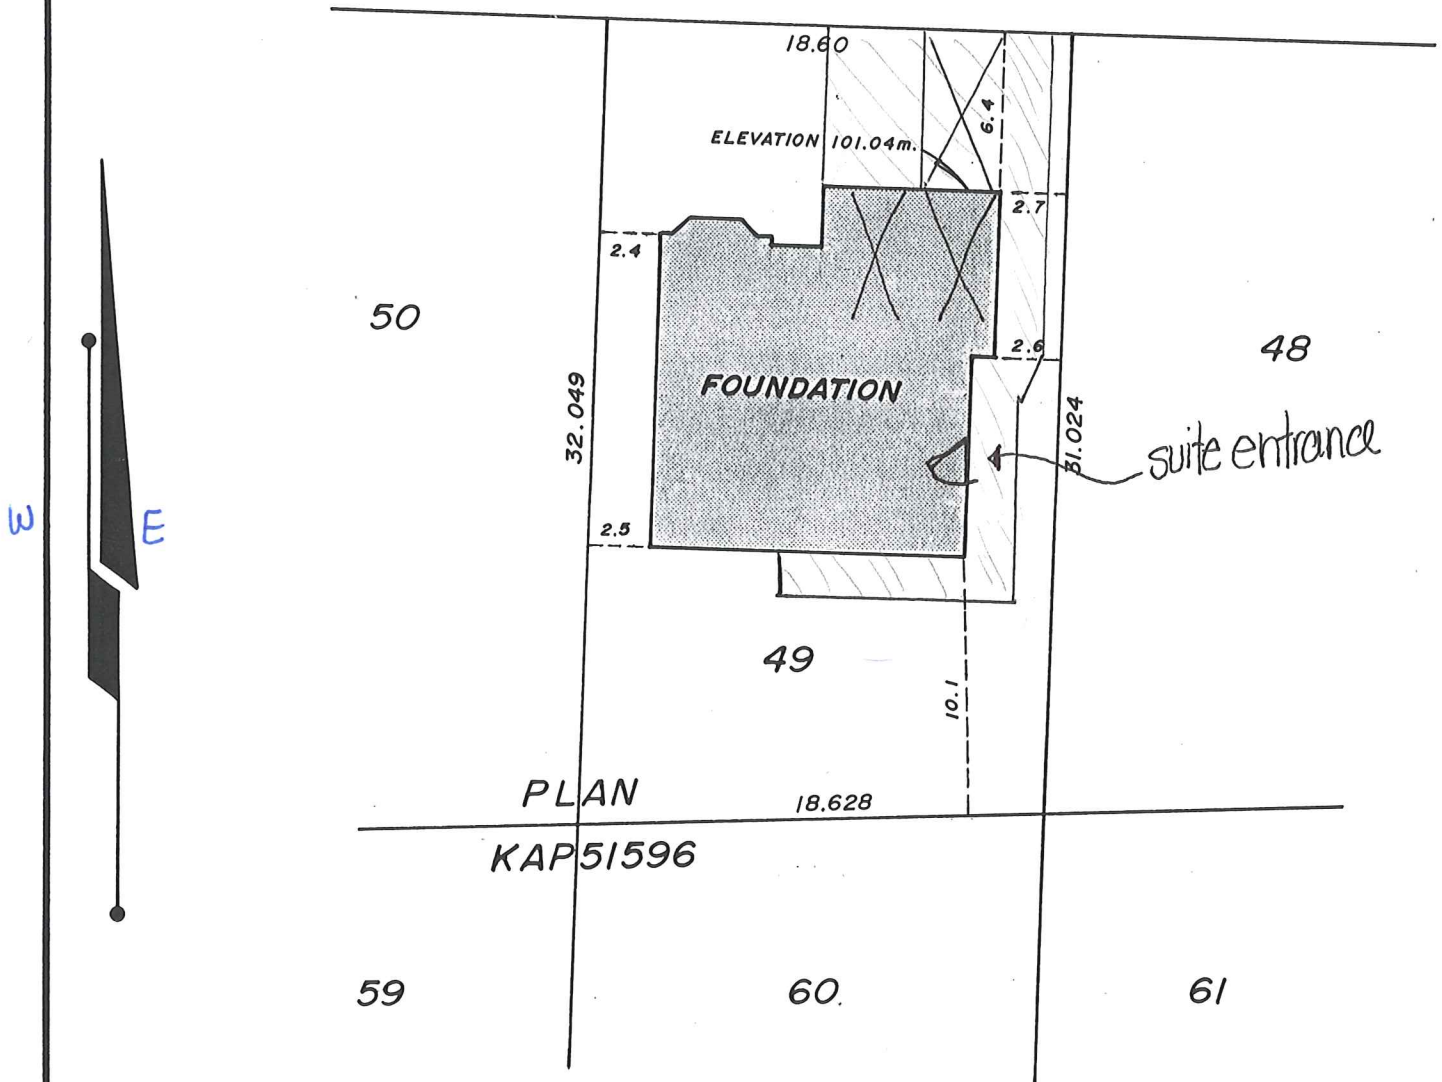 18.60
6.4
ELEVATION 101.04m.
2.7
2.4
50
48
2.6
FOUNDATION
32.049
31.024
suite entrance
W
E
2.5
49
10.1
PLAN
18.628
KAP51596
59
60.
61